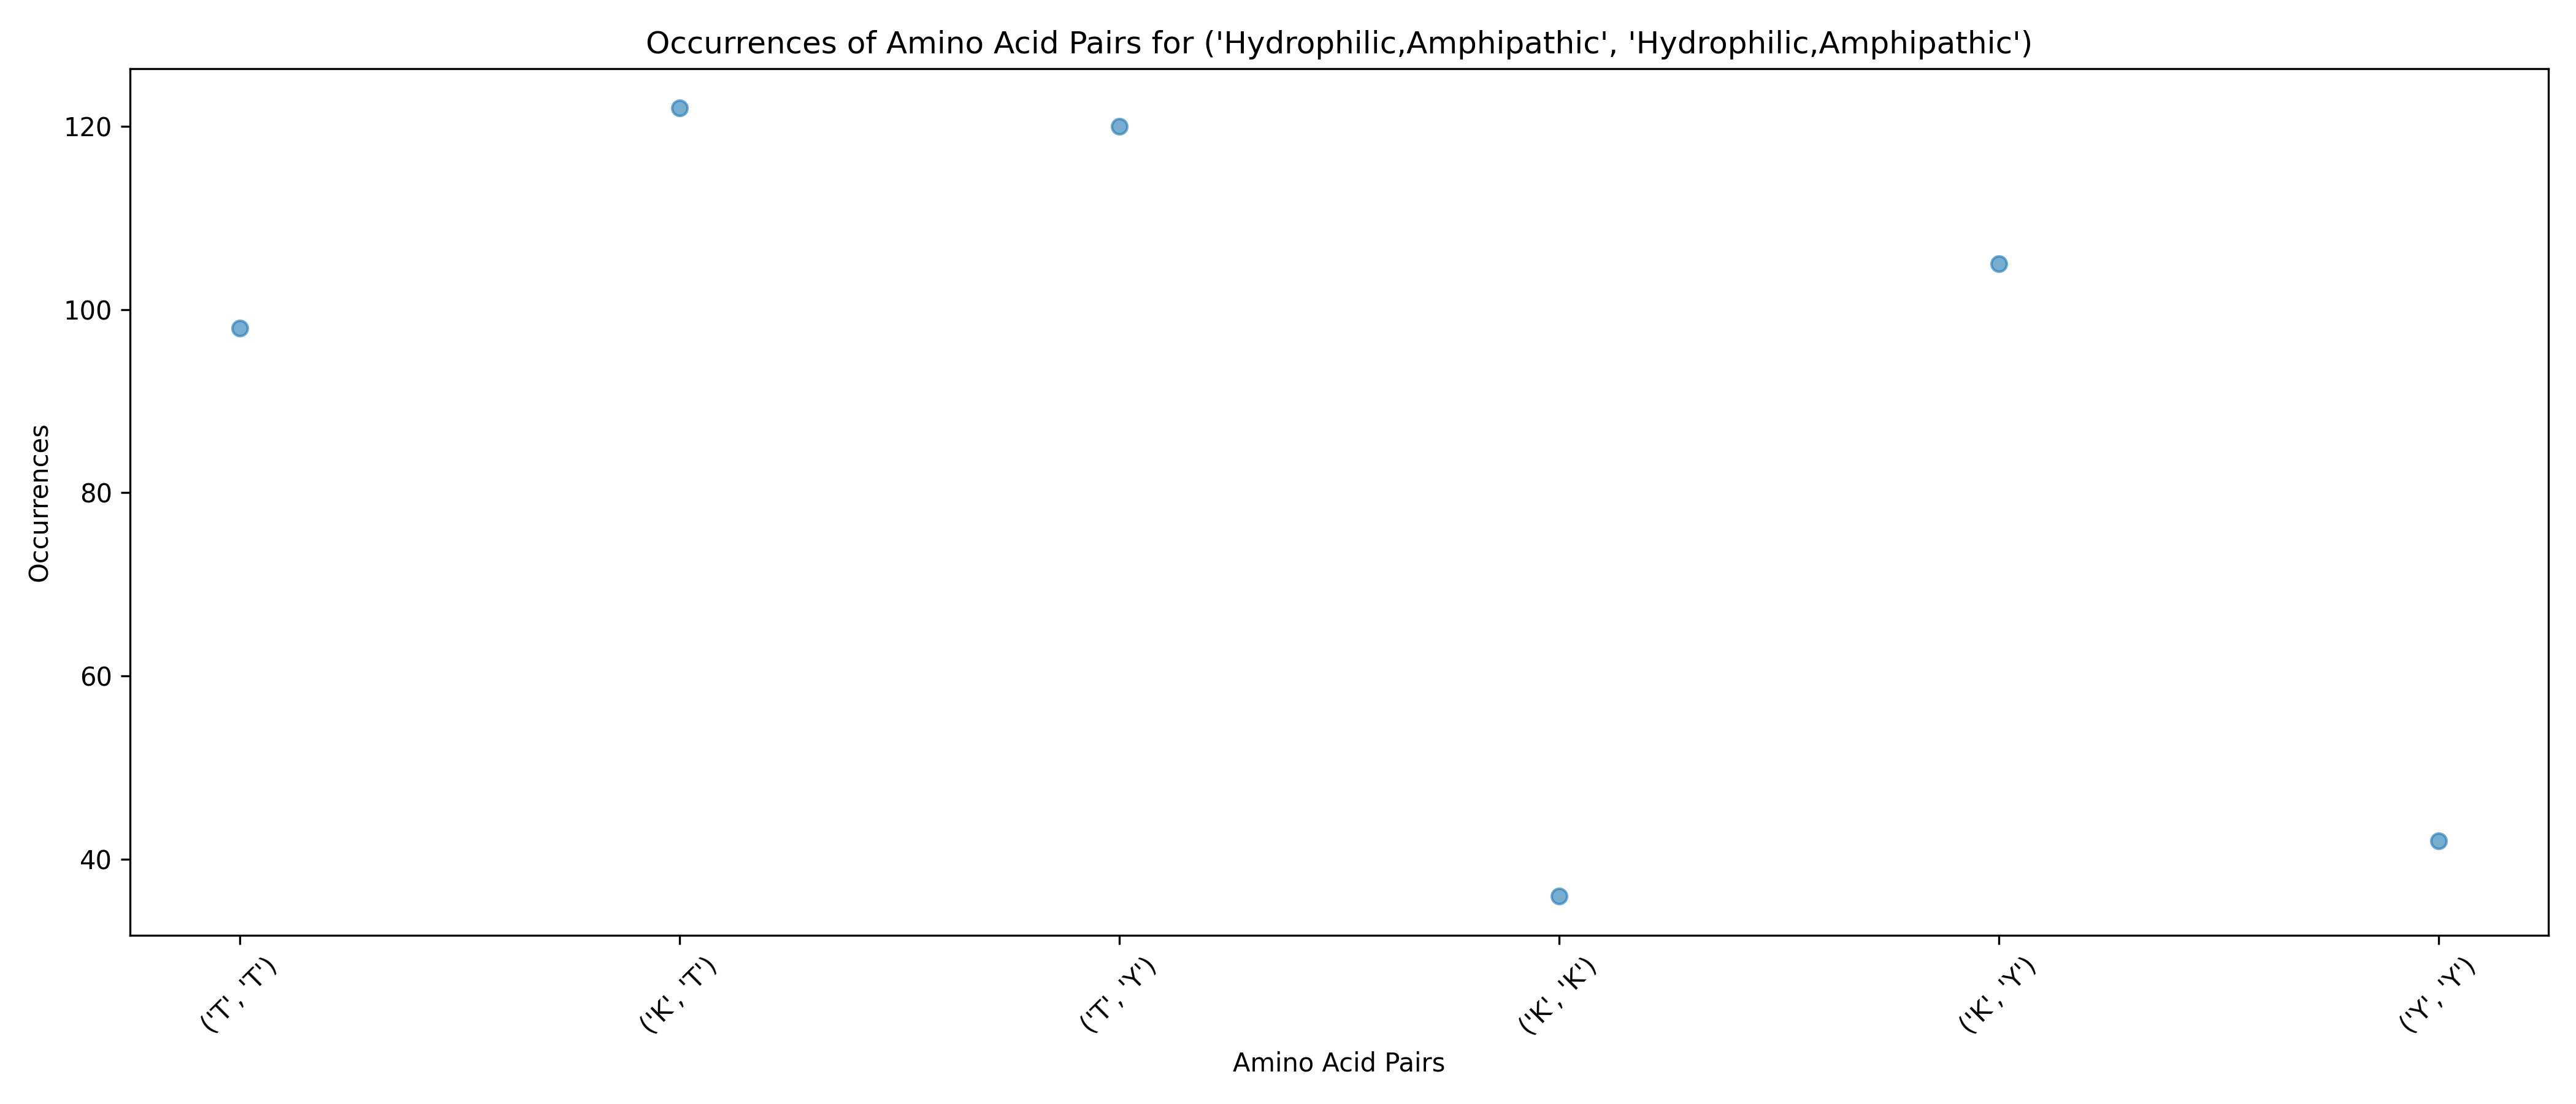 Occurrences of Amino Acid Pairs for ('Hydrophilic,Amphipathic', 'Hydrophilic,Amphipathic')
120
100
80
60
40
Occurrences
('T', 'T')
('K', 'T')
('T', 'Y')
('K', 'K')
('K', 'Y')
('Y', 'Y')
Amino Acid Pairs